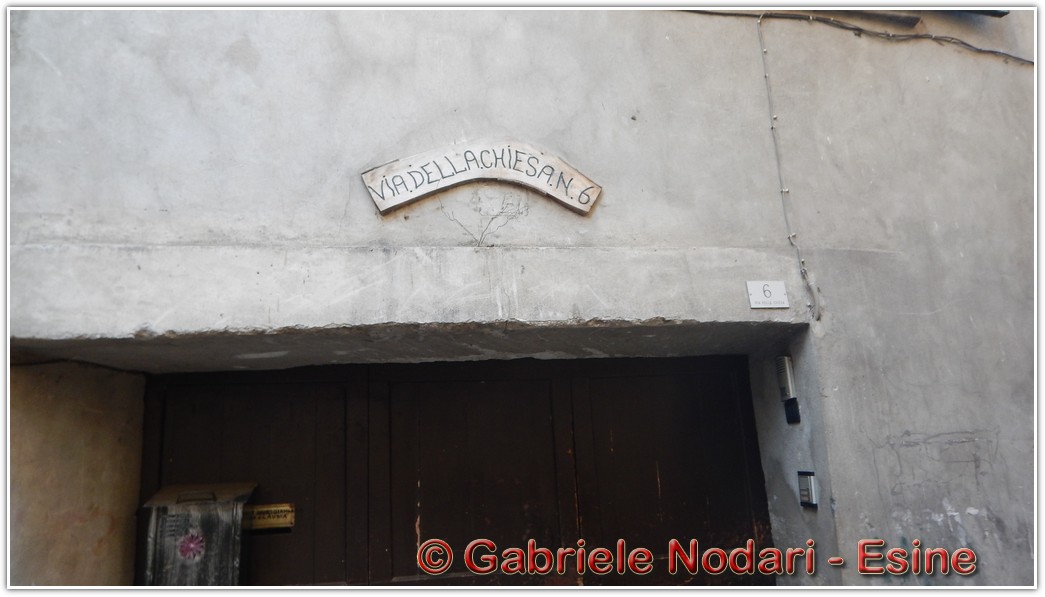 VIA.DELLA.CHIESA.N.6
6
© Gabriele Nodari - Esine